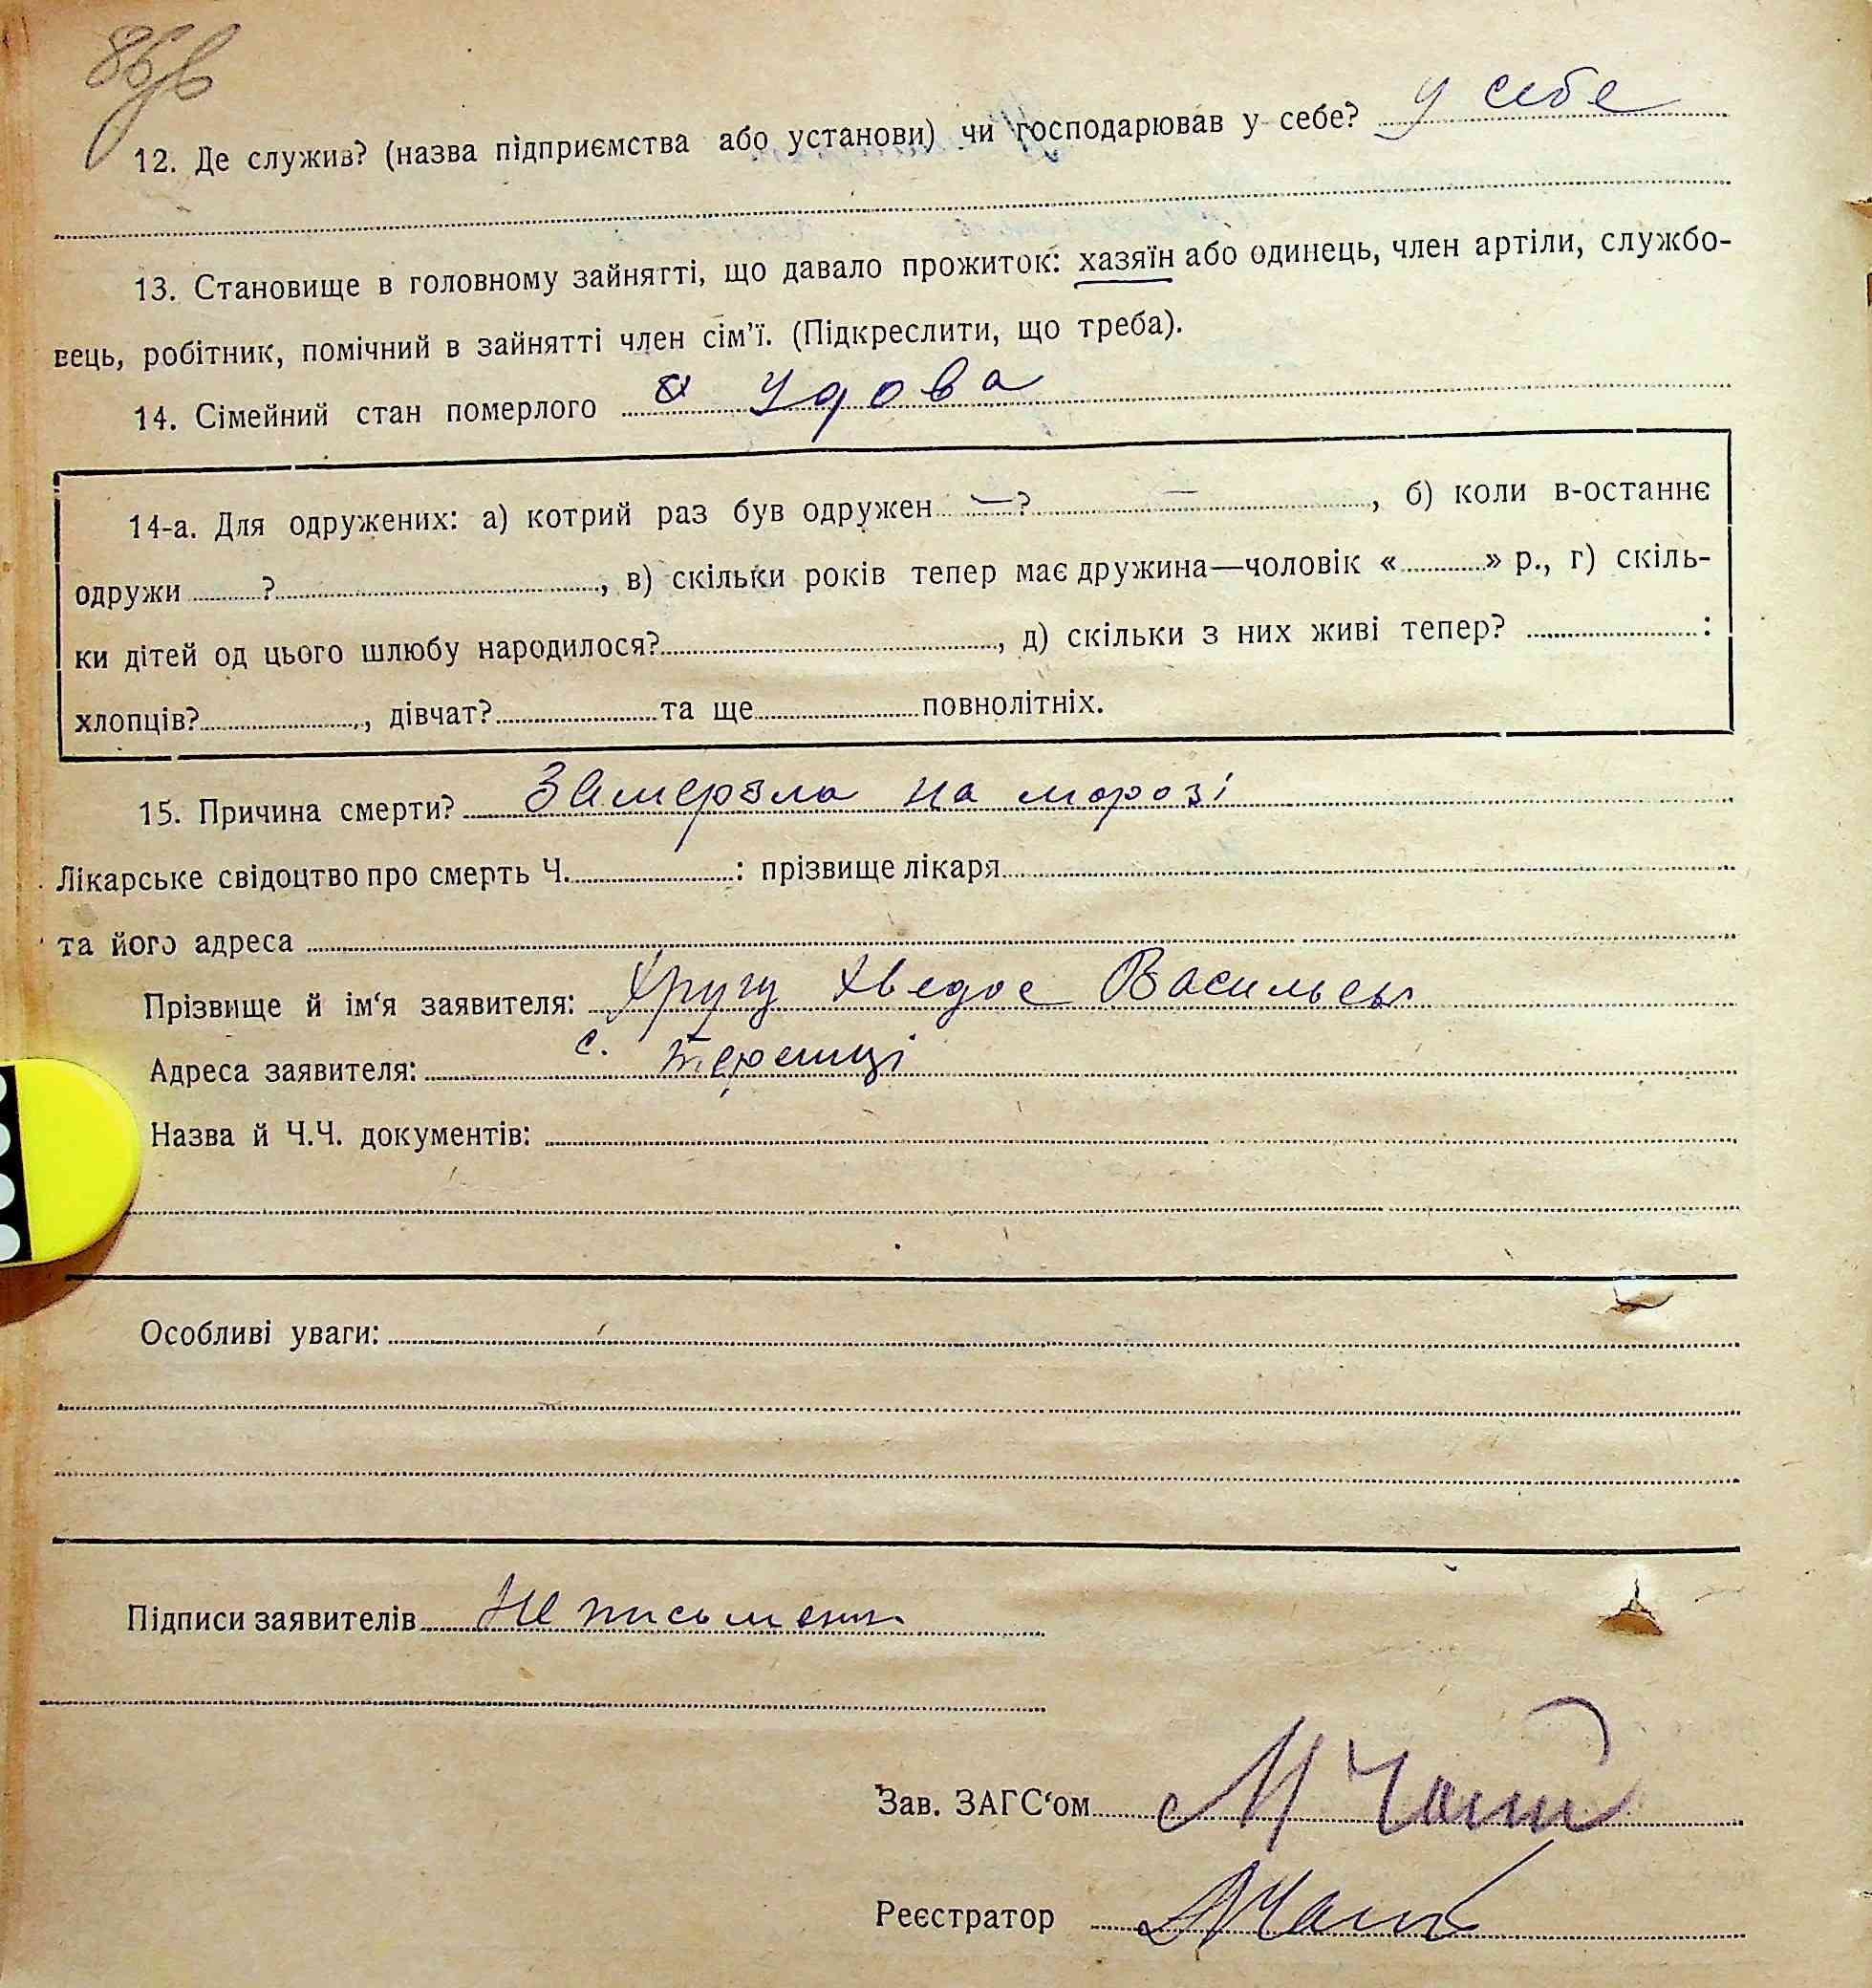 86
12. Де служив? (назва підприємства або установи) чи господарював у себе? у себе
13. Становище в головному зайнятті, що давало прожиток: хазяїн або одинець, член артіли, службо-
вець, робітник, помічний в зайнятті член сім'ї. (Підкреслити, що треба).
14. Сімейний стан померлого удова
14-а. Для одружених: а) котрий раз був одружен —? —, б) коли в-останнє
одружи ?, в) скільки років тепер має дружина—чоловік « » р., г) скіль-
ки дітей од цього шлюбу народилося?, д) скільки з них живі тепер? :
хлопців?, дівчат? та ще повнолітніх.
15. Причина смерти? Замерзла на морозі
Лікарське свідоцтво про смерть Ч. : прізвище лікаря
та його адреса
Прізвище й ім‘я заявителя: Хведос
Адреса заявителя: с.
Назва й Ч.Ч. документів:
Особливі уваги:
Підписи заявителів
Зав. ЗАГС‘ом
Реєстратор